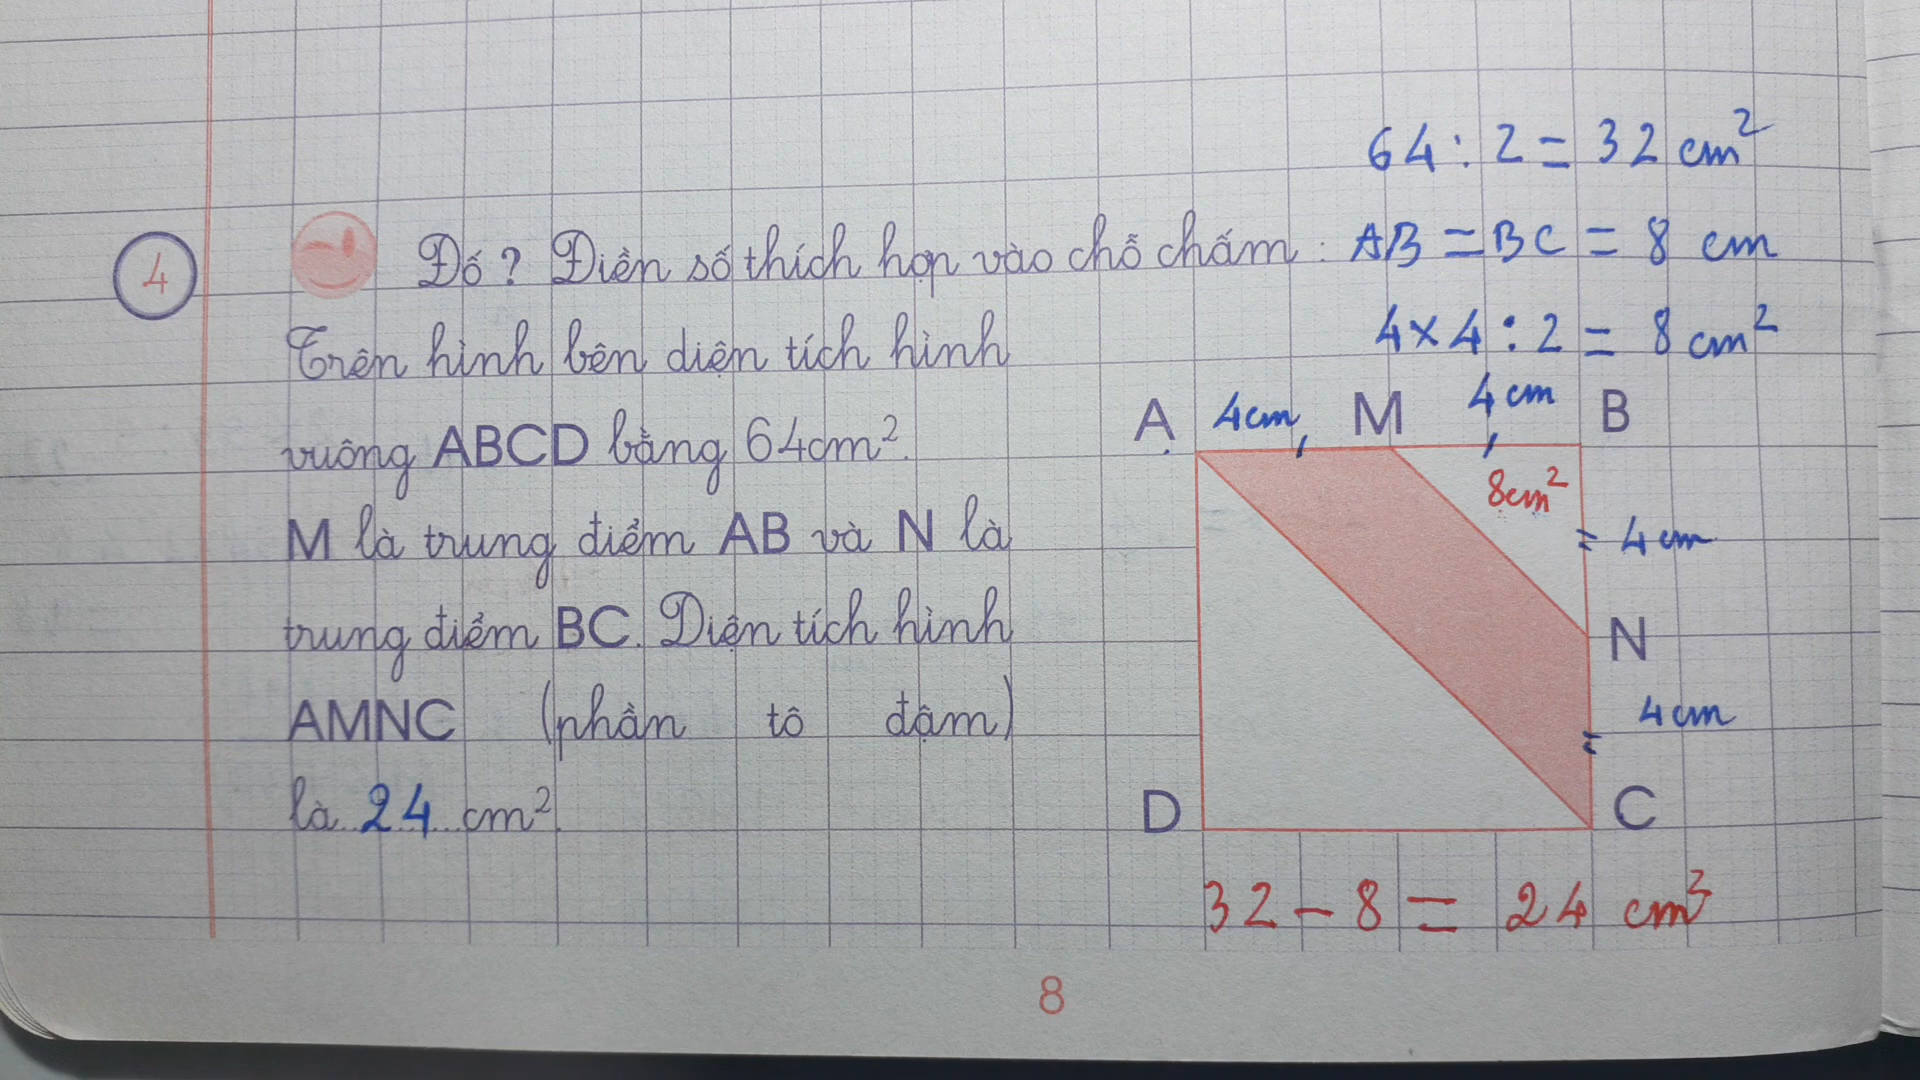 64 : 2 = 32 cm²
4 Đố? Điền số thích hợp vào chỗ chấm : AB = BC = 8 cm
Trên hình bên diện tích hình
4 x 4 : 2 = 8 cm²
vuông ABCD bằng 64cm².
A 4cm M 4cm B
8cm²
M là trung điểm AB và N là
= 4cm
trung điểm BC. Diện tích hình
N
AMNC (phần tô đậm)
= 4cm
là..24...cm².
D C
32 - 8 = 24 cm³
8